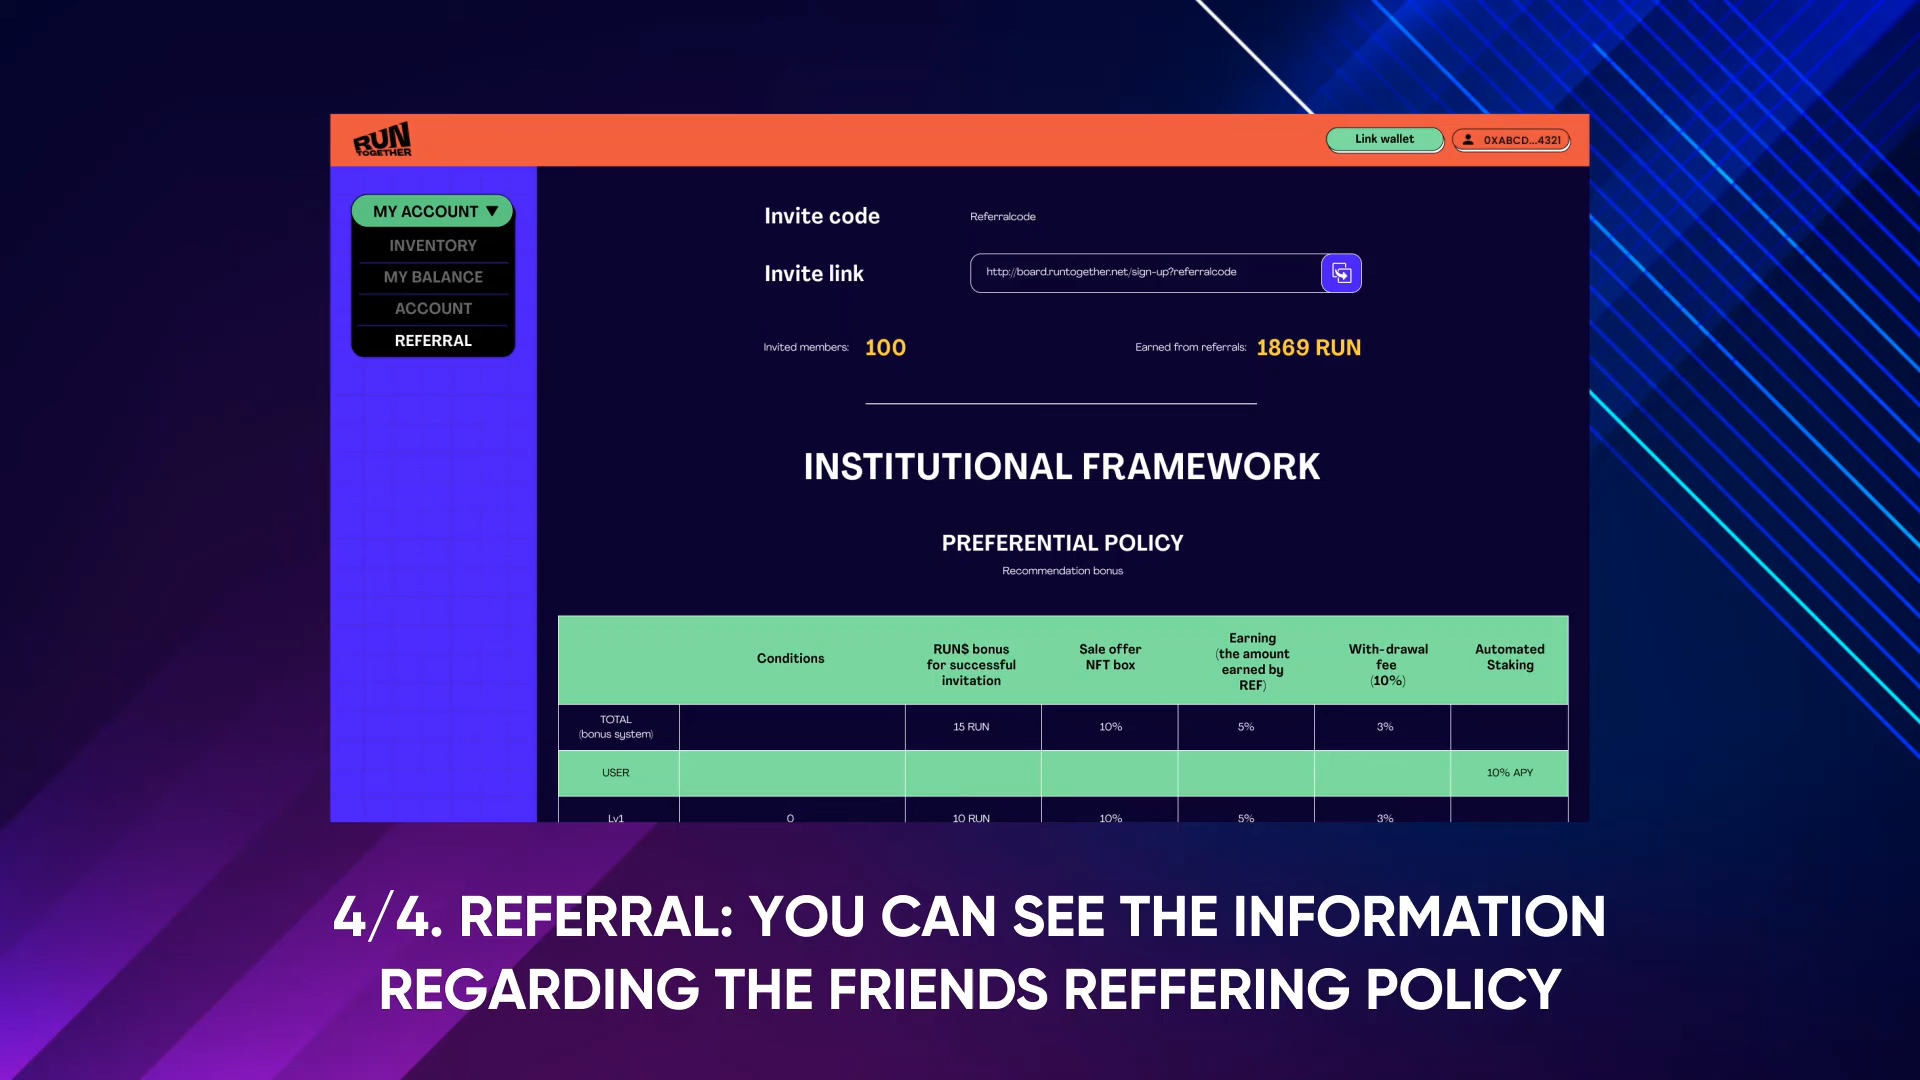 RUN
TOGETHER
Link wallet
0XABCD...4321
MY ACCOUNT ▼
INVENTORY
MY BALANCE
ACCOUNT
REFERRAL
Invite code
Referralcode
Invite link
http://board.runtogether.net/sign-up?referralcode
Invited members: 100
Earned from referrals: 1869 RUN
INSTITUTIONAL FRAMEWORK
PREFERENTIAL POLICY
Recommendation bonus
Conditions
RUN$ bonus
for successful
invitation
Sale offer
NFT box
Earning
(the amount
earned by
REF)
With-drawal
fee
(10%)
Automated
Staking
TOTAL
(bonus system)
15 RUN
10%
5%
3%
USER
10% APY
Lv1
0
10 RUN
10%
5%
3%
4/4. REFERRAL: YOU CAN SEE THE INFORMATION
REGARDING THE FRIENDS REFFERING POLICY